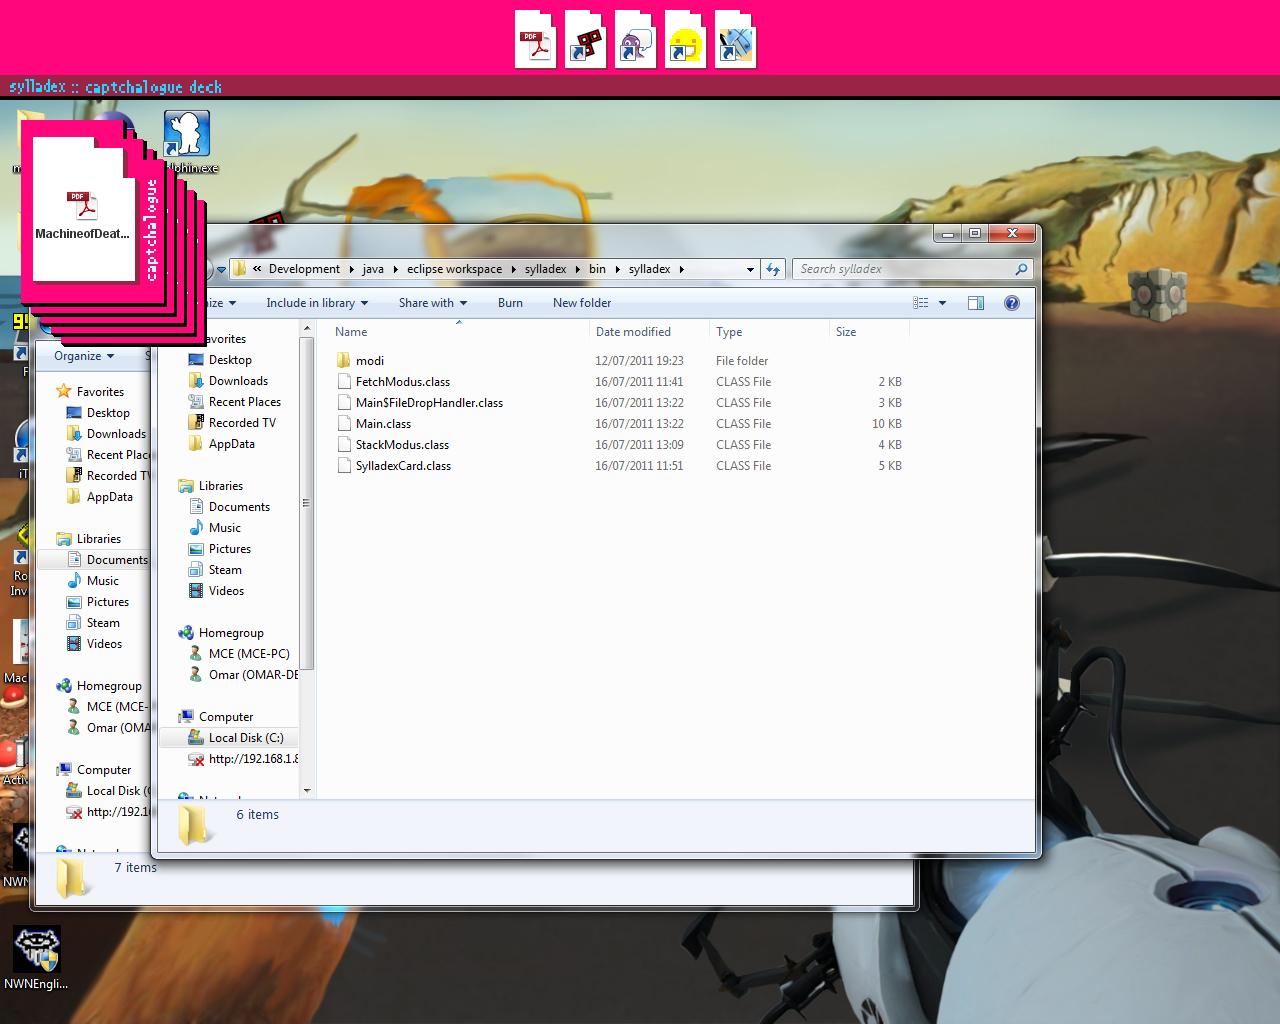 PDF
sylladex :: captchalogue deck
PDF
MachineofDeat...
captchalogue
Development
java
eclipse workspace
sylladex
bin
sylladex
Search sylladex
Include in library
Share with
Burn
New folder
Name
Date modified
Type
Size
modi
12/07/2011 19:23
File folder
FetchModus.class
16/07/2011 11:41
CLASS File
2 KB
Main$FileDropHandler.class
16/07/2011 13:22
CLASS File
3 KB
Main.class
16/07/2011 13:22
CLASS File
10 KB
StackModus.class
16/07/2011 13:09
CLASS File
4 KB
SylladexCard.class
16/07/2011 11:51
CLASS File
5 KB
Desktop
Downloads
Recent Places
Recorded TV
AppData
Libraries
Documents
Music
Pictures
Steam
Videos
Homegroup
MCE (MCE-PC)
Omar (OMAR-DE
Computer
Local Disk (C:)
http://192.168.1.8
6 items
Organize
Favorites
Desktop
Downloads
Recent Plac
Recorded TV
AppData
Libraries
Documents
Music
Pictures
Steam
Videos
Homegroup
MCE (MCE-
Omar (OMA
Computer
Local Disk (
http://192.16
7 items
NWNEngli...